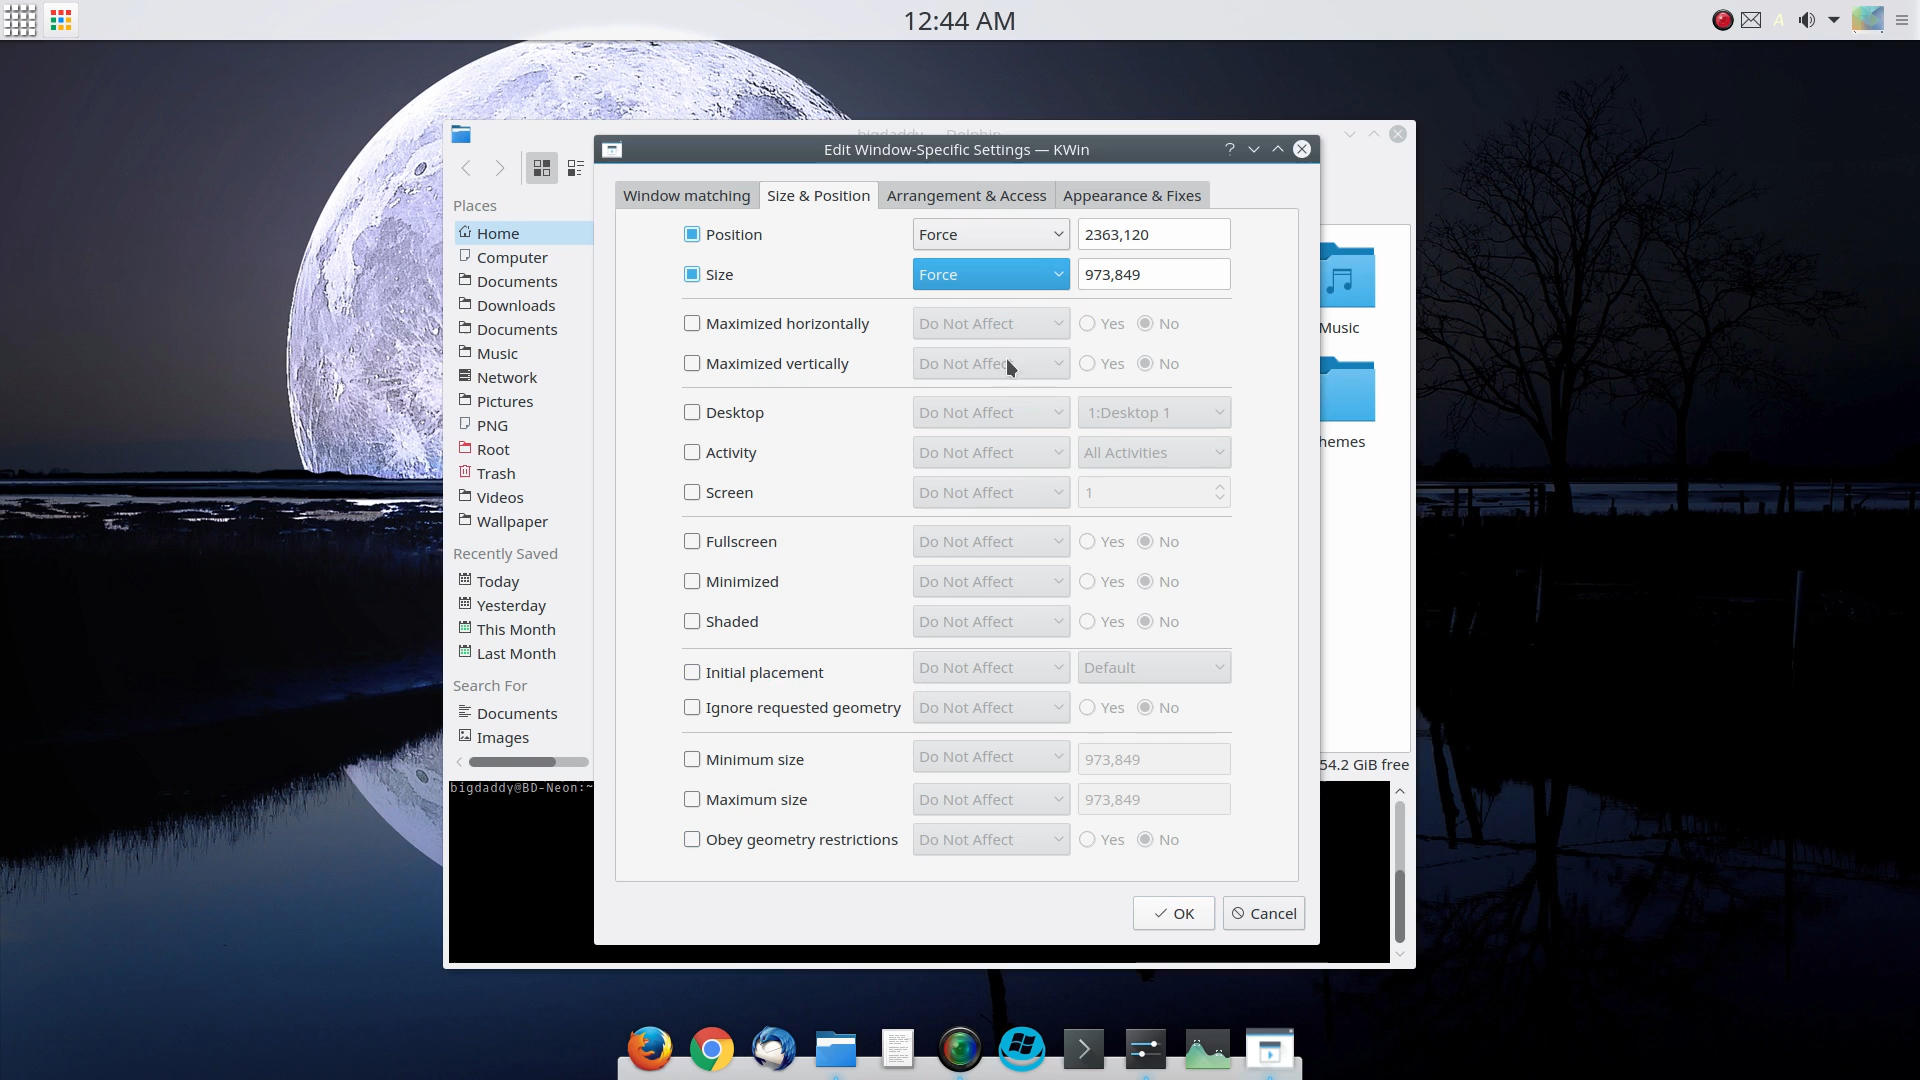 12:44 AM
A
bigdaddy — Dolphin
Edit Window-Specific Settings — KWin
?
Window matching
Size & Position
Arrangement & Access
Appearance & Fixes
Places
Home
Computer
Documents
Downloads
Documents
Music
Network
Pictures
PNG
Root
Trash
Videos
Wallpaper
Recently Saved
Today
Yesterday
This Month
Last Month
Search For
Documents
Images
Position Force 2363,120
Size Force 973,849
Maximized horizontally Do Not Affect Yes No
Maximized vertically Do Not Affect Yes No
Desktop Do Not Affect 1:Desktop 1
Activity Do Not Affect All Activities
Screen Do Not Affect 1
Fullscreen Do Not Affect Yes No
Minimized Do Not Affect Yes No
Shaded Do Not Affect Yes No
Initial placement Do Not Affect Default
Ignore requested geometry Do Not Affect Yes No
Minimum size Do Not Affect 973,849
Maximum size Do Not Affect 973,849
Obey geometry restrictions Do Not Affect Yes No
OK
Cancel
Music
hemes
54.2 GiB free
bigdaddy@BD-Neon:~